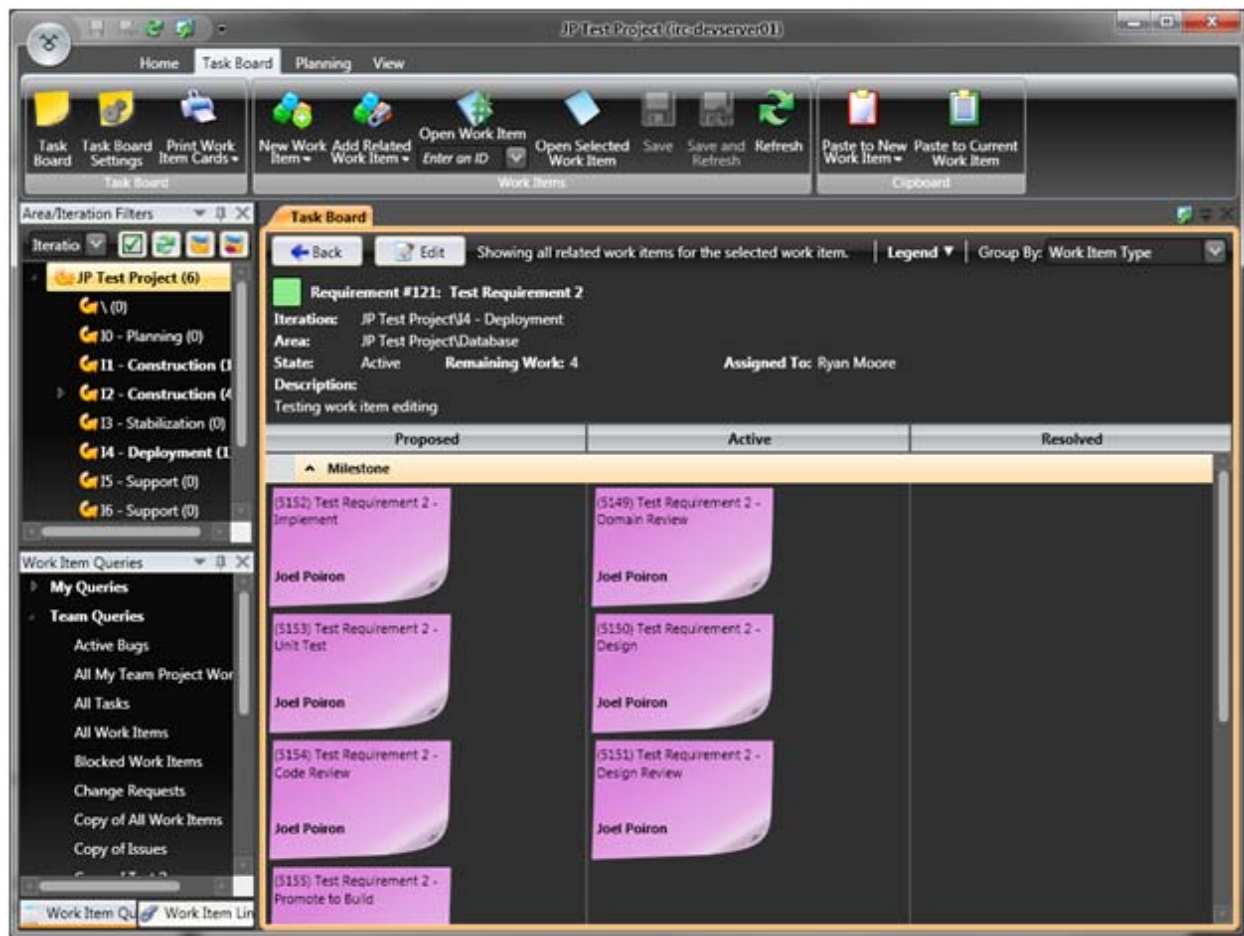 JP Test Project (irc-devserver01)
Home Task Board Planning View
Task Board
Task Board Settings
Print Work Item Cards
New Work Item
Add Related Work Item
Open Work Item
Enter an ID
Open Selected Work Item
Save
Save and Refresh
Refresh
Paste to New Work Item
Paste to Current Work Item
Task Board
Work Items
Clipboard
Area/Iteration Filters
Iteratio
JP Test Project (6)
\ (0)
I0 - Planning (0)
I1 - Construction (1
I2 - Construction (4
I3 - Stabilization (0)
I4 - Deployment (1
I5 - Support (0)
I6 - Support (0)
Work Item Queries
My Queries
Team Queries
Active Bugs
All My Team Project Wor
All Tasks
All Work Items
Blocked Work Items
Change Requests
Copy of All Work Items
Copy of Issues
Work Item Qu
Work Item Lin
Task Board
Back Edit Showing all related work items for the selected work item. Legend ▼ Group By: Work Item Type
Requirement #121: Test Requirement 2
Iteration: JP Test Project\I4 - Deployment
Area: JP Test Project\Database
State: Active Remaining Work: 4 Assigned To: Ryan Moore
Description:
Testing work item editing
Proposed Active Resolved
Milestone
(5152) Test Requirement 2 -
Implement
Joel Poiron
(5149) Test Requirement 2 -
Domain Review
Joel Poiron
(5153) Test Requirement 2 -
Unit Test
Joel Poiron
(5150) Test Requirement 2 -
Design
Joel Poiron
(5154) Test Requirement 2 -
Code Review
Joel Poiron
(5151) Test Requirement 2 -
Design Review
Joel Poiron
(5155) Test Requirement 2 -
Promote to Build